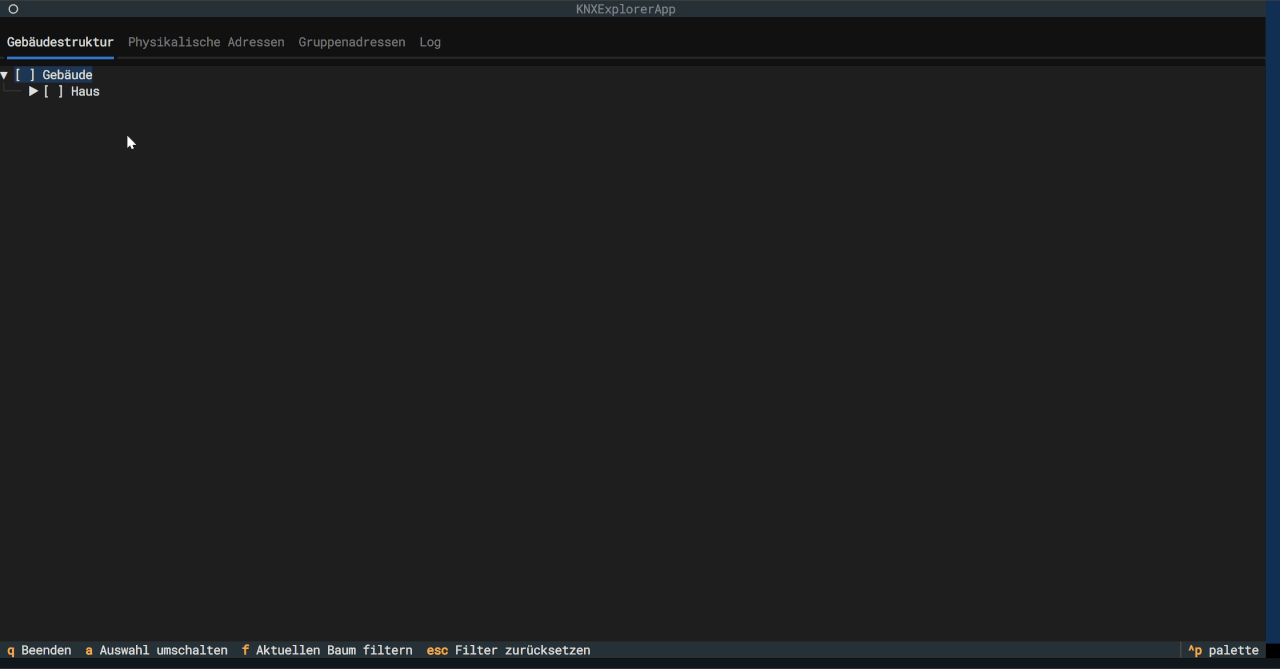 KNXExplorerApp
Gebäudestruktur Physikalische Adressen Gruppenadressen Log
▼ [ ] Gebäude
▶ [ ] Haus
q Beenden a Auswahl umschalten f Aktuellen Baum filtern esc Filter zurücksetzen ^p palette